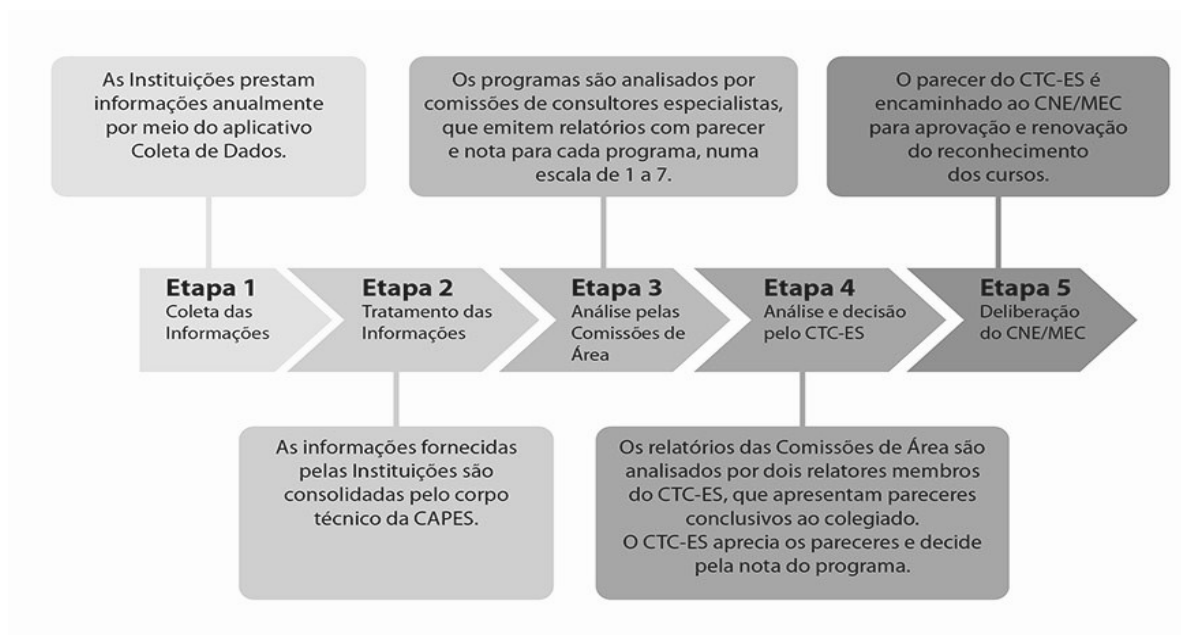 As Instituições prestam
informações anualmente
por meio do aplicativo
Coleta de Dados.
Os programas são analisados por
comissões de consultores especialistas,
que emitem relatórios com parecer
e nota para cada programa, numa
escala de 1 a 7.
O parecer do CTC-ES é
encaminhado ao CNE/MEC
para aprovação e renovação
do reconhecimento
dos cursos.
Etapa 1
Coleta das
Informações
Etapa 2
Tratamento das
Informações
Etapa 3
Análise pelas
Comissões de
Área
Etapa 4
Análise e decisão
pelo CTC-ES
Etapa 5
Deliberação
do CNE/MEC
As informações fornecidas
pelas Instituições são
consolidadas pelo corpo
técnico da CAPES.
Os relatórios das Comissões de Área são
analisados por dois relatores membros
do CTC-ES, que apresentam pareceres
conclusivos ao colegiado.
O CTC-ES aprecia os pareceres e decide
pela nota do programa.